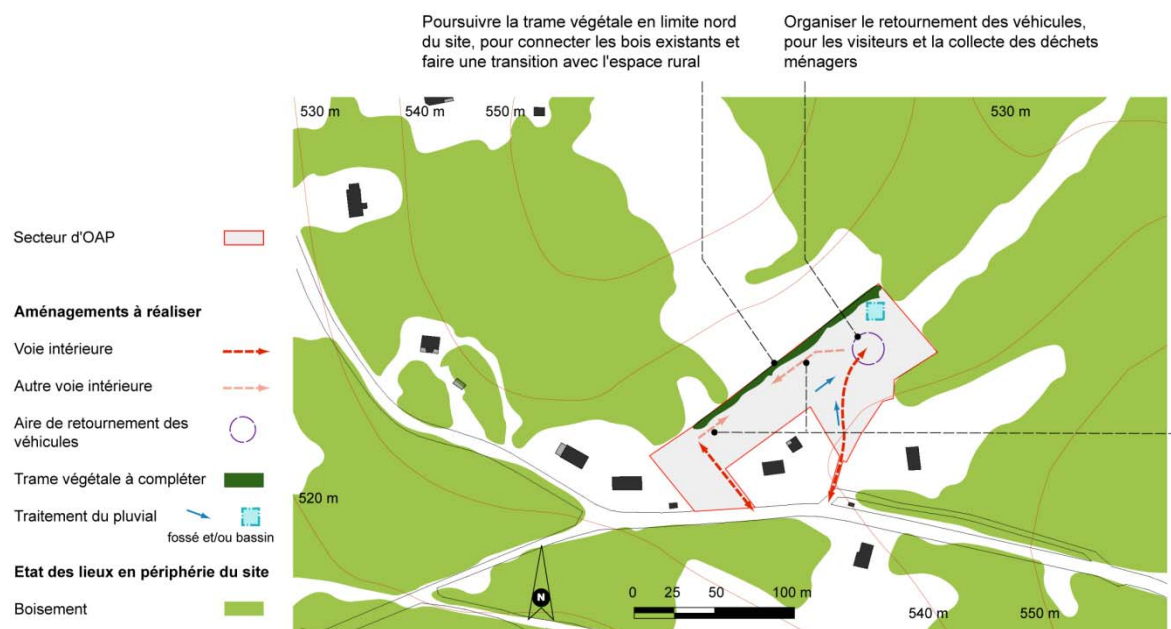 Poursuivre la trame végétale en limite nord
du site, pour connecter les bois existants et
faire une transition avec l'espace rural
Organiser le retournement des véhicules,
pour les visiteurs et la collecte des déchets
ménagers
530 m
540 m
550 m
530 m
Secteur d'OAP
Aménagements à réaliser
Voie intérieure
Autre voie intérieure
Aire de retournement des
véhicules
Trame végétale à compléter
Traitement du pluvial
fossé et/ou bassin
Etat des lieux en périphérie du site
Boisement
520 m
N
0 25 50 100 m
540 m
550 m